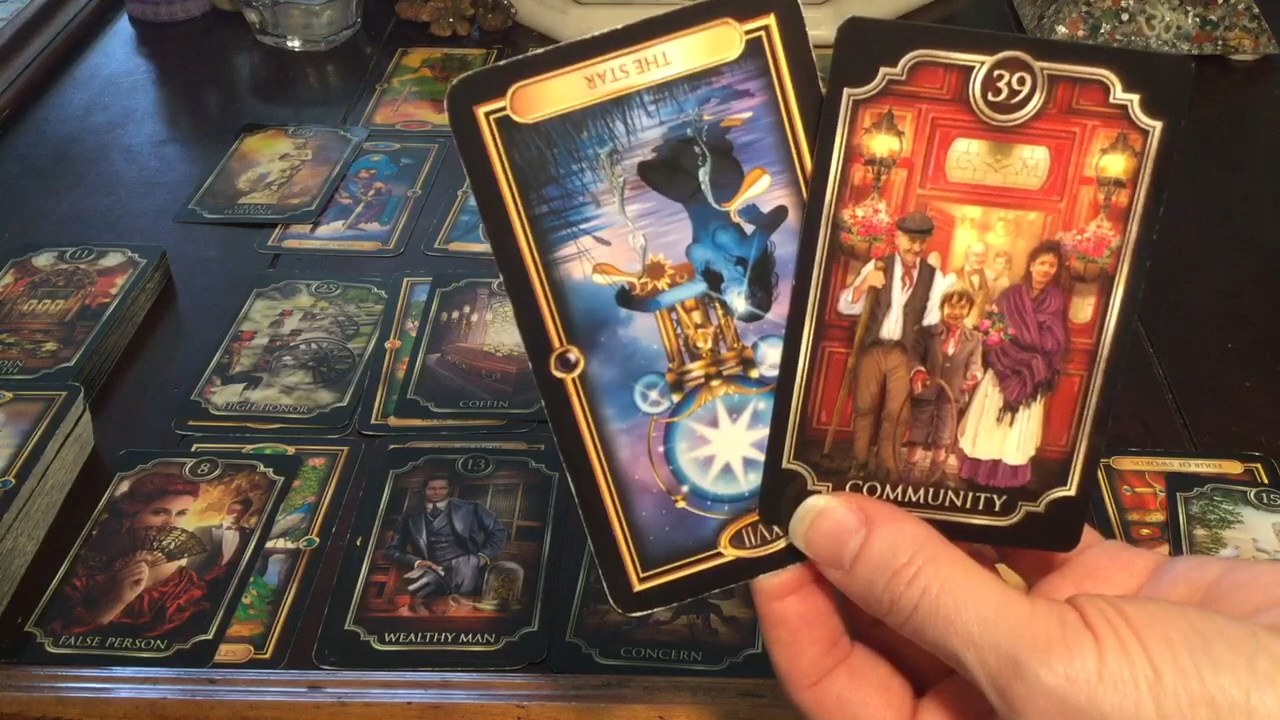 THE STAR
XVII
39
COMMUNITY
26
GREAT
FORTUNE
11
25
HIGH HONOR
COFFIN
8
FALSE PERSON
13
WEALTHY MAN
CONCERN
FOUR OF SWORDS
15